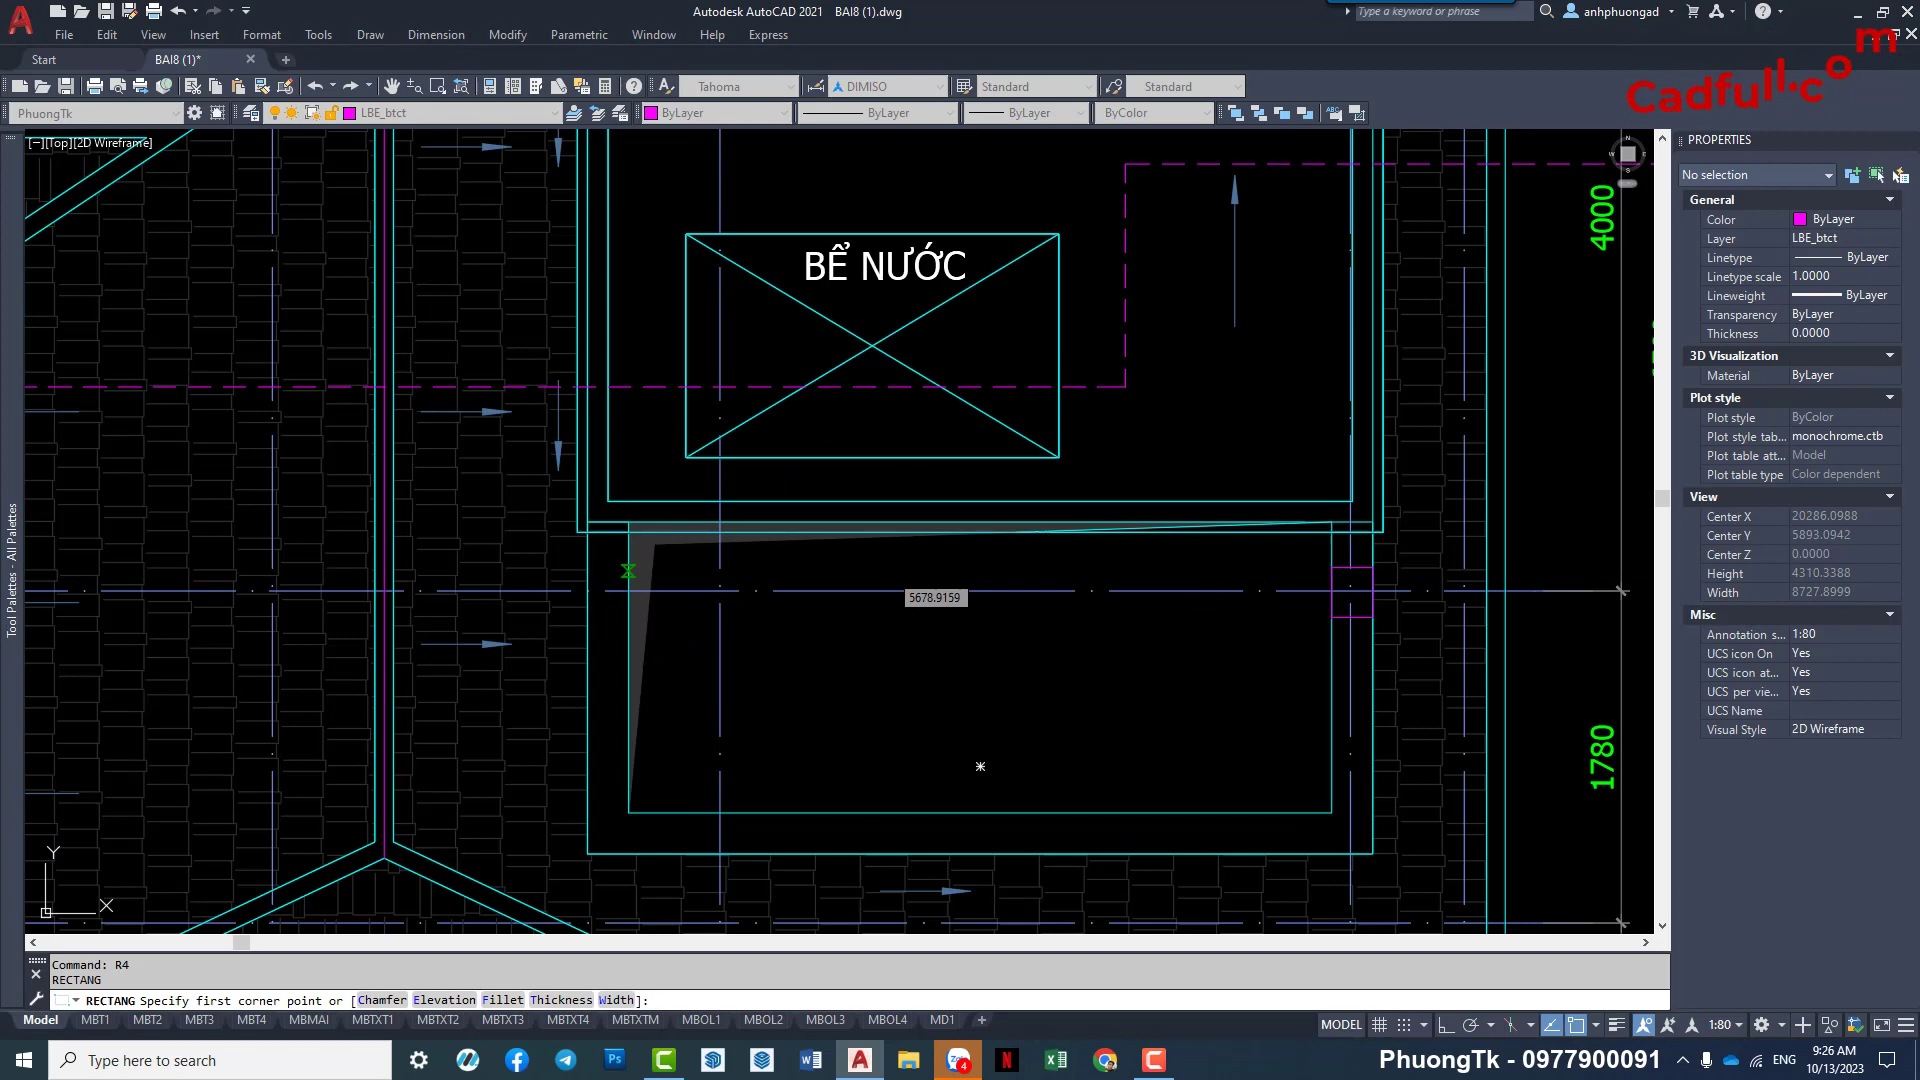 Autodesk AutoCAD 2021 BAI8 (1).dwg
Type a keyword or phrase
anhphuongad
File Edit View Insert Format Tools Draw Dimension Modify Parametric Window Help Express
Start
BAI8 (1)*
Tahoma
DIMISO
Standard
Standard
PhuongTk
LBE_btct
ByLayer
ByLayer
ByLayer
ByColor
Cadfull.com
[−][Top][2D Wireframe]
BỂ NƯỚC
4000
5678.9159
1780
Y
X
Tool Palettes - All Palettes
PROPERTIES
No selection
General
Color ByLayer
Layer LBE_btct
Linetype ByLayer
Linetype scale 1.0000
Lineweight ByLayer
Transparency ByLayer
Thickness 0.0000
3D Visualization
Material ByLayer
Plot style
Plot style ByColor
Plot style tab... monochrome.ctb
Plot table att... Model
Plot table type Color dependent
View
Center X 20286.0988
Center Y 5893.0942
Center Z 0.0000
Height 4310.3388
Width 8727.8999
Misc
Annotation s... 1:80
UCS icon On Yes
UCS icon at... Yes
UCS per vie... Yes
UCS Name
Visual Style 2D Wireframe
Command: R4
RECTANG
RECTANG Specify first corner point or [Chamfer Elevation Fillet Thickness Width]:
Model MBT1 MBT2 MBT3 MBT4 MBMAI MBTXT1 MBTXT2 MBTXT3 MBTXT4 MBTXTM MBOL1 MBOL2 MBOL3 MBOL4 MD1
MODEL
1:80
Type here to search
PhuongTk - 0977900091
ENG
9:26 AM
10/13/2023